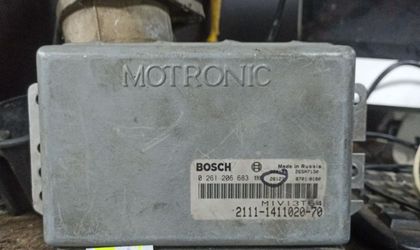 MOTRONIC
BOSCH Made in Russia
0 261 206 683
M1V13T54
2111-1411020-70